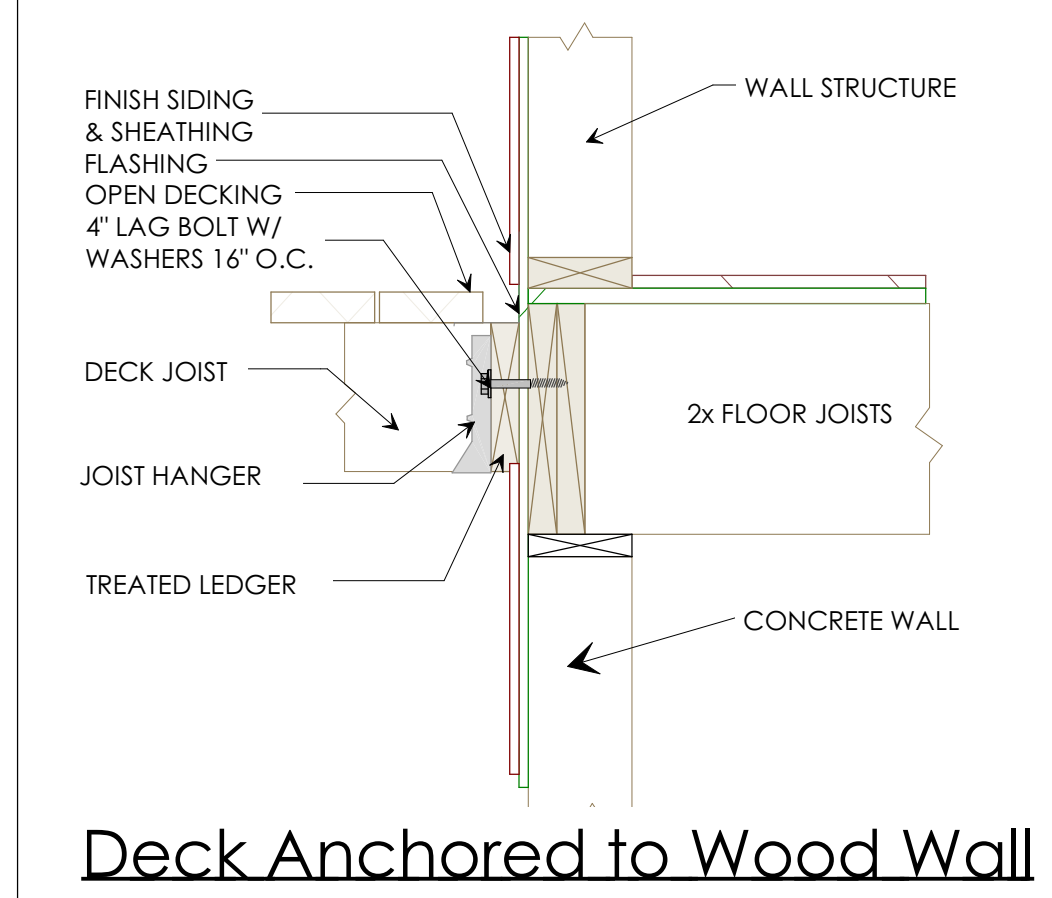 FINISH SIDING
& SHEATHING
FLASHING
OPEN DECKING
4" LAG BOLT W/
WASHERS 16" O.C.
WALL STRUCTURE
DECK JOIST
2x FLOOR JOISTS
JOIST HANGER
TREATED LEDGER
CONCRETE WALL
Deck Anchored to Wood Wall